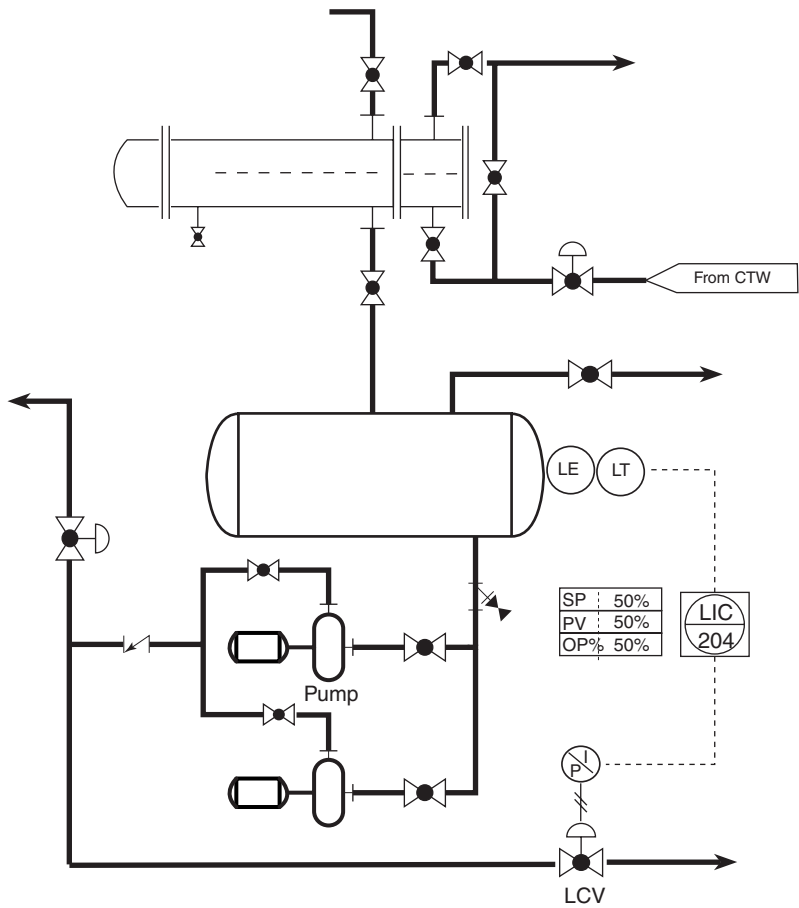 From CTW
LE LT
SP 50%
PV 50%
OP% 50%
LIC
204
Pump
I
P
LCV